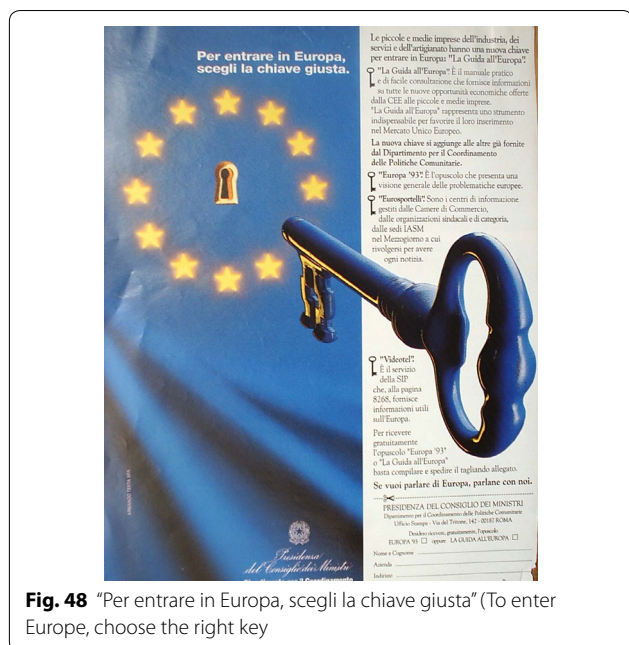 Per entrare in Europa,
scegli la chiave giusta.
Le piccole e medie imprese dell'industria, dei
servizi e dell'artigianato hanno una nuova chiave
per entrare in Europa: "La Guida all'Europa".
"La Guida all'Europa". È il manuale pratico
e di facile consultazione che fornisce informazioni
su tutte le nuove opportunità economiche offerte
dalla CEE alle piccole e medie imprese.
"La Guida all'Europa" rappresenta uno strumento
indispensabile per favorire il loro inserimento
nel Mercato Unico Europeo.
La nuova chiave si aggiunge alle altre già fornite
dal Dipartimento per il Coordinamento
delle Politiche Comunitarie.
"Europa '93". È l'opuscolo che presenta una
visione generale delle problematiche europee.
"Eurosportelli". Sono i centri di informazione
gestiti dalle Camere di Commercio,
dalle organizzazioni sindacali e di categoria,
dalle sedi IASM
nel Mezzogiorno a cui
rivolgersi per avere
ogni notizia.
"Videotel".
È il servizio
della SIP
che, alla pagina
8268, fornisce
informazioni utili
sull'Europa.
Per ricevere
gratuitamente
l'opuscolo "Europa '93"
o "La Guida all'Europa"
basta compilare e spedire il tagliando allegato.
Se vuoi parlare di Europa, parlane con noi.
PRESIDENZA DEL CONSIGLIO DEI MINISTRI
Dipartimento per il Coordinamento delle Politiche Comunitarie
Ufficio Stampa - Via del Tritone, 142 - 00187 ROMA
Desidero ricevere, gratuitamente, l'opuscolo
EUROPA 93 oppure LA GUIDA ALL'EUROPA
Nome e Cognome
Azienda
Indirizzo
Presidenza
del Consiglio dei Ministri
Dipartimento per il Coordinamento
Fig. 48 "Per entrare in Europa, scegli la chiave giusta" (To enter
Europe, choose the right key